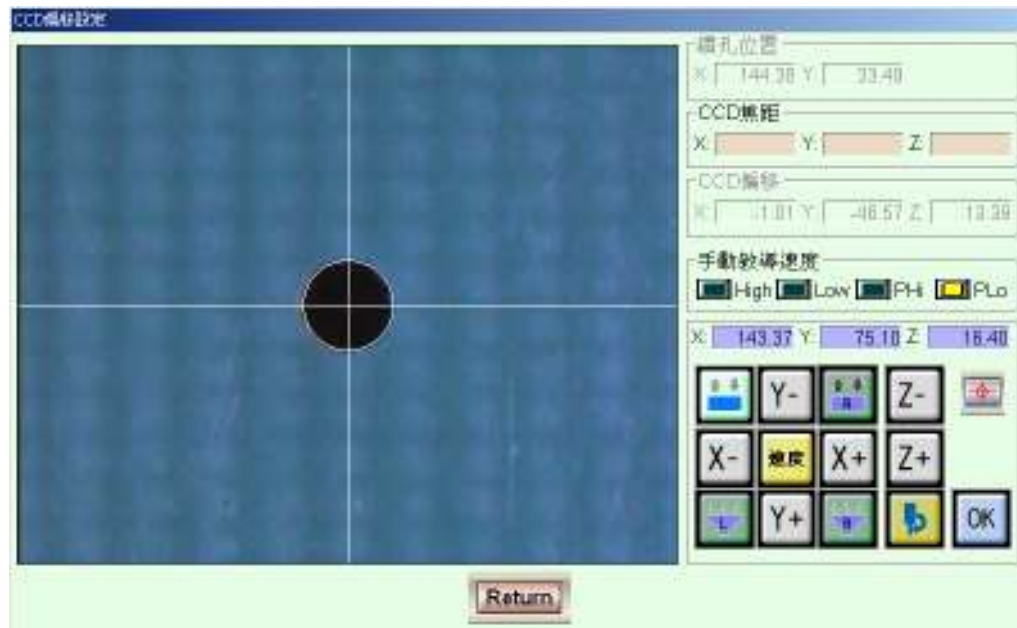 CCD偏移設定
鑽孔位置
X: 144.38 Y: 33.40
CCD焦距
X: Y: Z:
CCD偏移
X: -1.01 Y: -46.57 Z: 13.39
手動教導速度
High Low PHi PLo
X: 143.37 Y: 75.10 Z: 16.40
Y- R Z-
X- 速度 X+ Z+
L Y+ R OK
Return